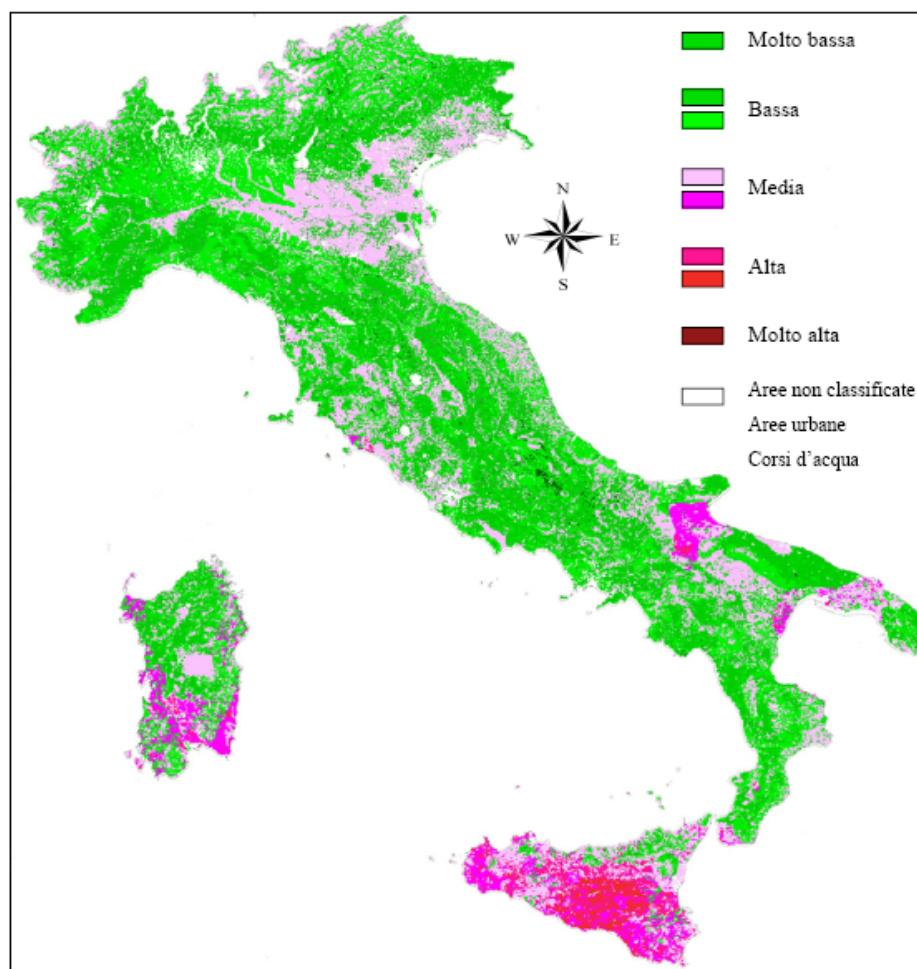 Molto bassa
Bassa
Media
Alta
Molto alta
Aree non classificate
Aree urbane
Corsi d'acqua
N
W E
S